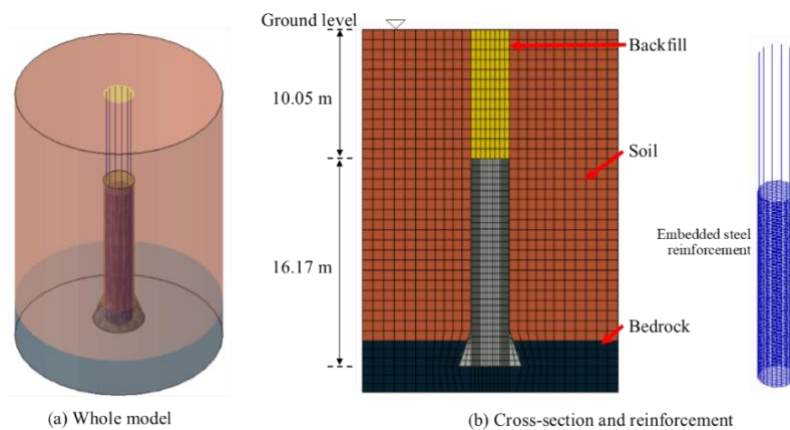 Ground level
Backfill
10.05 m
Soil
Embedded steel
reinforcement
16.17 m
Bedrock
(a) Whole model
(b) Cross-section and reinforcement